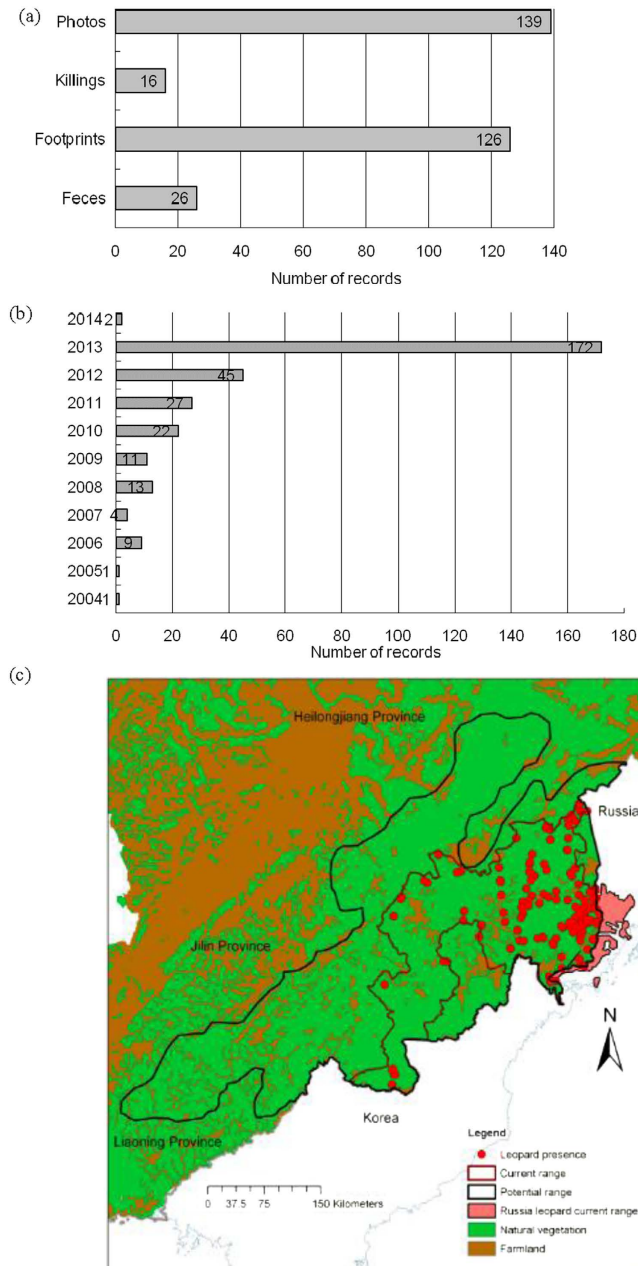 (a)
Photos 139
Killings 16
Footprints 126
Feces 26
0 20 40 60 80 100 120 140
Number of records
(b)
2014 2
2013 172
2012 45
2011 27
2010 22
2009 11
2008 13
2007 4
2006 9
2005 1
2004 1
0 20 40 60 80 100 120 140 160 180
Number of records
(c)
Heilongjiang Province
Russia
Jilin Province
N
Korea
Liaoning Province
0 37.5 75 150 Kilometers
Legend
Leopard presence
Current range
Potential range
Russia leopard current range
Natural vegetation
Farmland